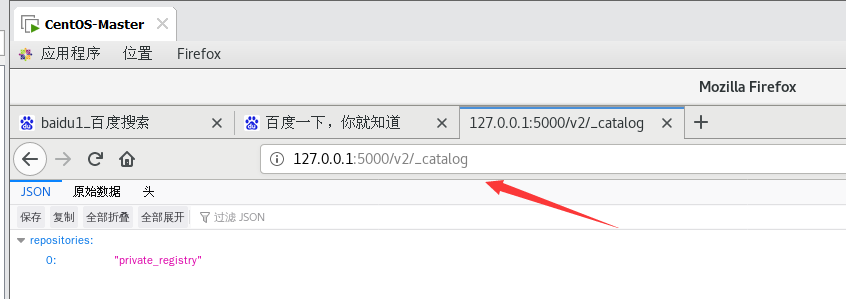 CentOS-Master
应用程序 位置 Firefox
Mozilla Firefox
baidu1_百度搜索 百度一下，你就知道 127.0.0.1:5000/v2/_catalog
127.0.0.1:5000/v2/_catalog
JSON 原始数据 头
保存 复制 全部折叠 全部展开 过滤 JSON
repositories:
0: "private_registry"